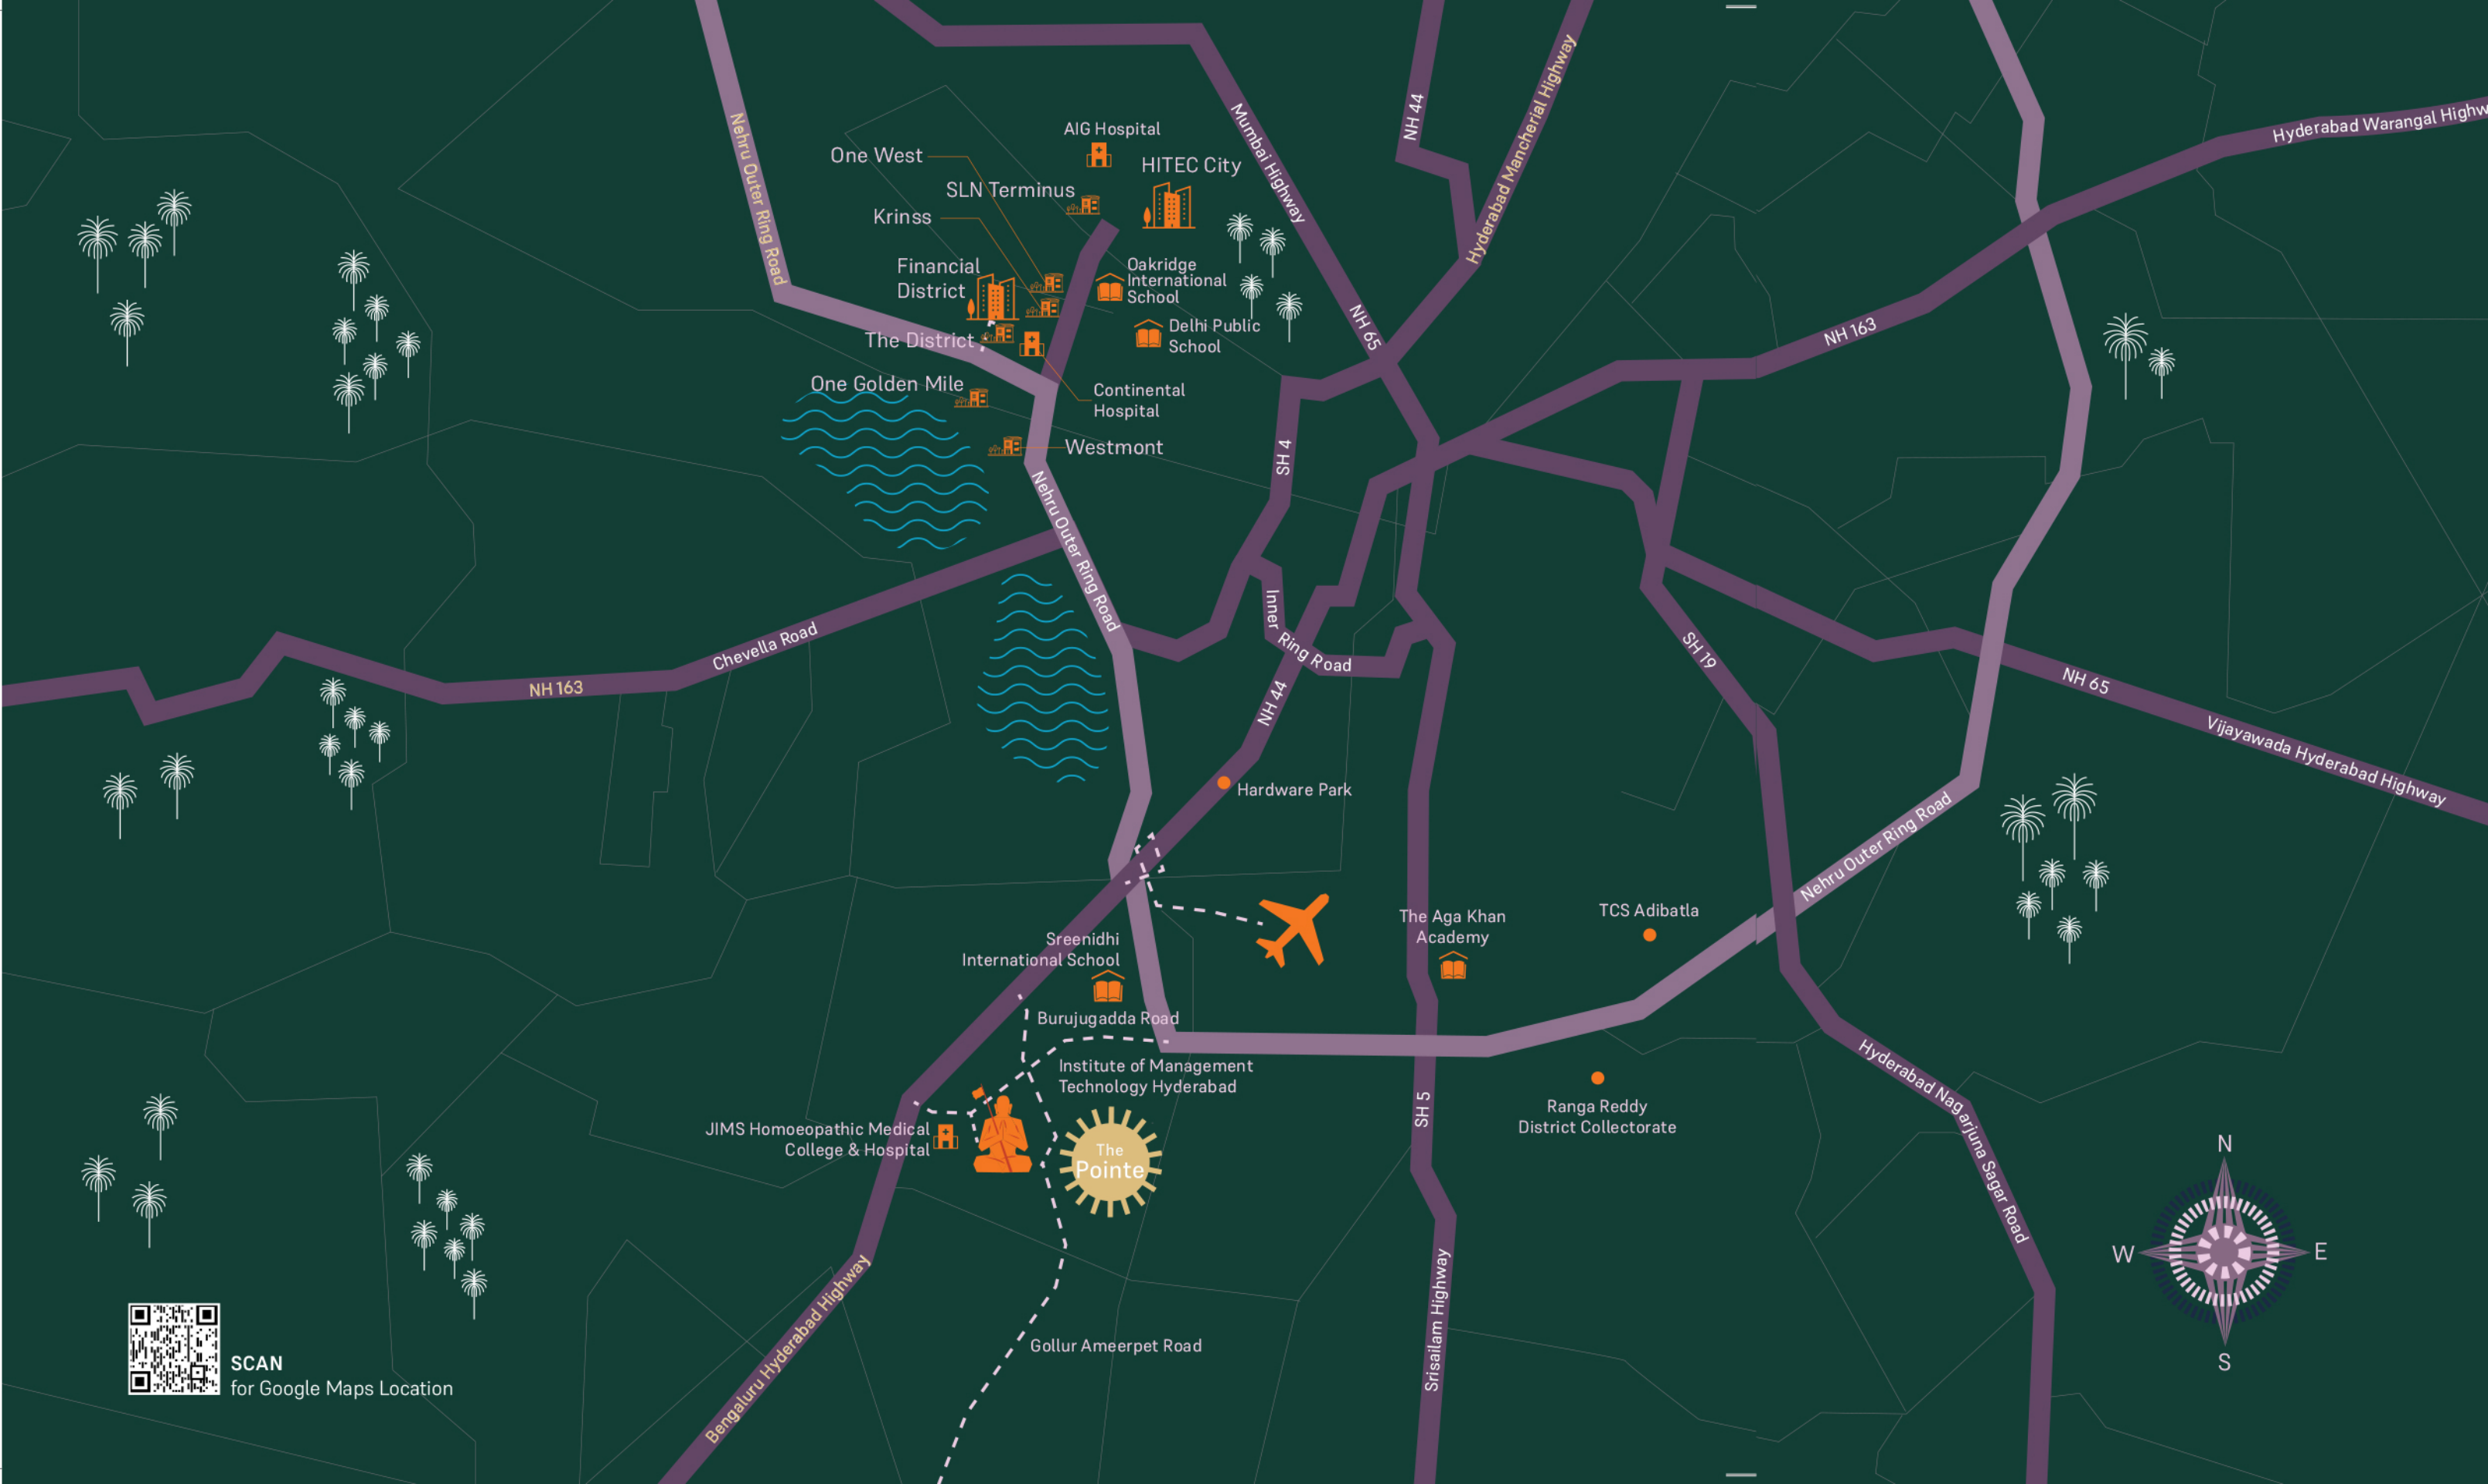 AIG Hospital
One West
HITEC City
SLN Terminus
Krinss
Financial
District
Oakridge
International
School
Delhi Public
School
The District
One Golden Mile
Continental
Hospital
Westmont
Nehru Outer Ring Road
Mumbai Highway
NH 65
NH 44
Hyderabad Mancherial Highway
Hyderabad Warangal Highw
NH 163
SH 4
Nehru Outer Ring Road
Inner
Ring Road
Chevella Road
NH 163
NH 44
SH 19
NH 65
Vijayawada Hyderabad Highway
Hardware Park
Nehru Outer Ring Road
The Aga Khan
Academy
TCS Adibatla
Sreenidhi
International School
Burujugadda Road
Institute of Management
Technology Hyderabad
JIMS Homoeopathic Medical
College & Hospital
The
Pointe
SH 5
Ranga Reddy
District Collectorate
Hyderabad Nagarjuna Sagar Road
Bengaluru Hyderabad Highway
Gollur Ameerpet Road
Srisailam Highway
N
W
E
S
SCAN
for Google Maps Location